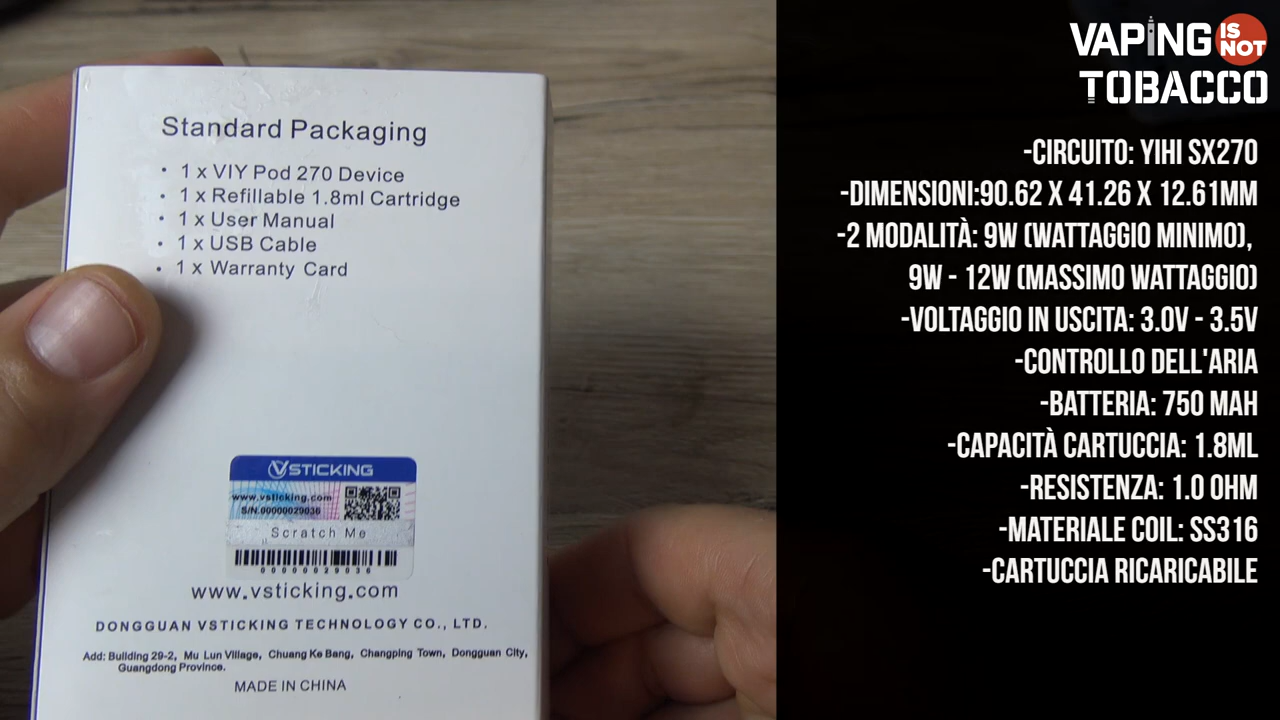 Standard Packaging
• 1 x VIY Pod 270 Device
• 1 x Refillable 1.8ml Cartridge
• 1 x User Manual
• 1 x USB Cable
• 1 x Warranty Card
VSTICKING
www.vsticking.com
S/N.00000029036
Scratch Me
00000029036
www.vsticking.com
DONGGUAN VSTICKING TECHNOLOGY CO., LTD.
Add: Building 29-2, Mu Lun Village, Chuang Ke Bang, Changping Town, Dongguan City,
Guangdong Province.
MADE IN CHINA
VAPING IS NOT
TOBACCO
-CIRCUITO: YIHI SX270
-DIMENSIONI:90.62 X 41.26 X 12.61MM
-2 MODALITÀ: 9W (WATTAGGIO MINIMO),
9W - 12W (MASSIMO WATTAGGIO)
-VOLTAGGIO IN USCITA: 3.0V - 3.5V
-CONTROLLO DELL'ARIA
-BATTERIA: 750 MAH
-CAPACITÀ CARTUCCIA: 1.8ML
-RESISTENZA: 1.0 OHM
-MATERIALE COIL: SS316
-CARTUCCIA RICARICABILE